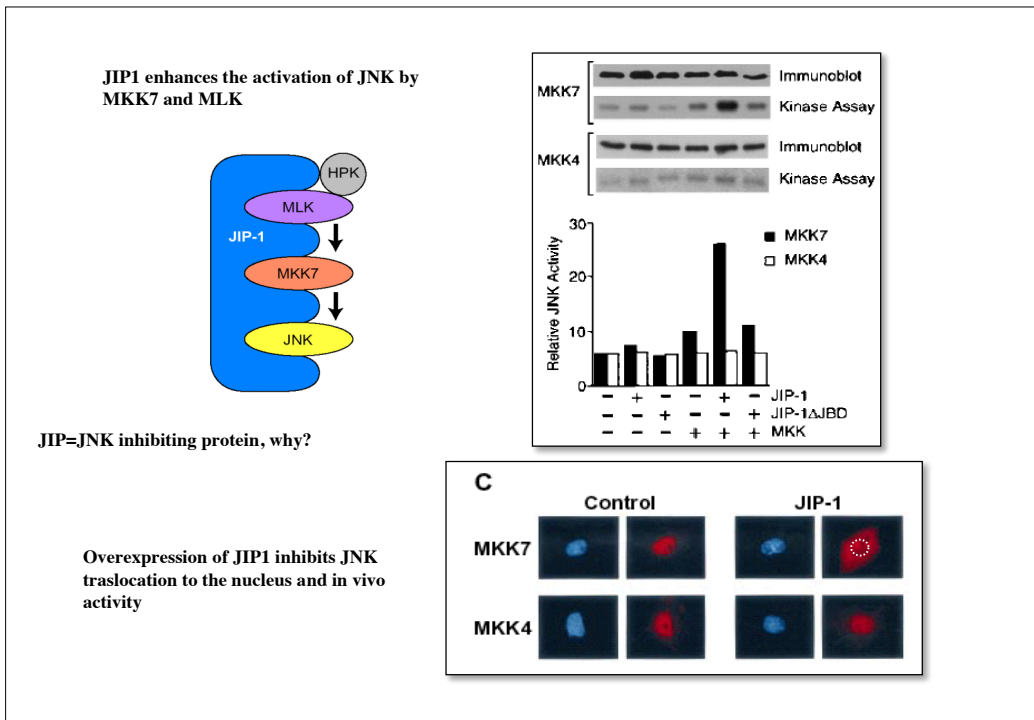 JIP1 enhances the activation of JNK by
MKK7 and MLK
HPK
MLK
JIP-1
MKK7
JNK
JIP=JNK inhibiting protein, why?
MKK7
Immunoblot
Kinase Assay
MKK4
Immunoblot
Kinase Assay
Relative JNK Activity
30
20
10
0
MKK7
MKK4
– + – – + – JIP-1
– – + – – + JIP-1ΔJBD
– – – + + + MKK
Overexpression of JIP1 inhibits JNK
traslocation to the nucleus and in vivo
activity
C
Control JIP-1
MKK7
MKK4